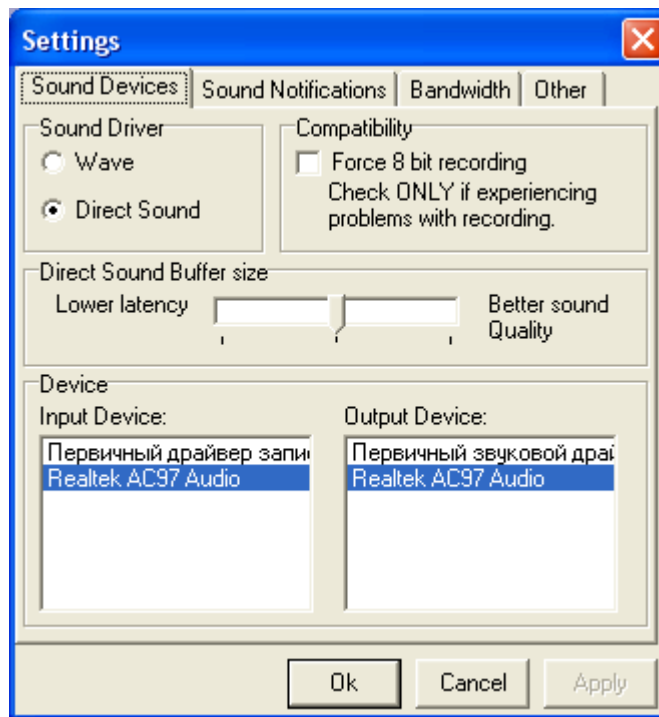 Settings
Sound Devices Sound Notifications Bandwidth Other
Sound Driver
Wave
Direct Sound
Compatibility
Force 8 bit recording
Check ONLY if experiencing
problems with recording.
Direct Sound Buffer size
Lower latency
Better sound
Quality
Device
Input Device:
Первичный драйвер
Realtek AC97 Audio
Output Device:
Первичный звуковой
Realtek AC97 Audio
Ok Cancel Apply